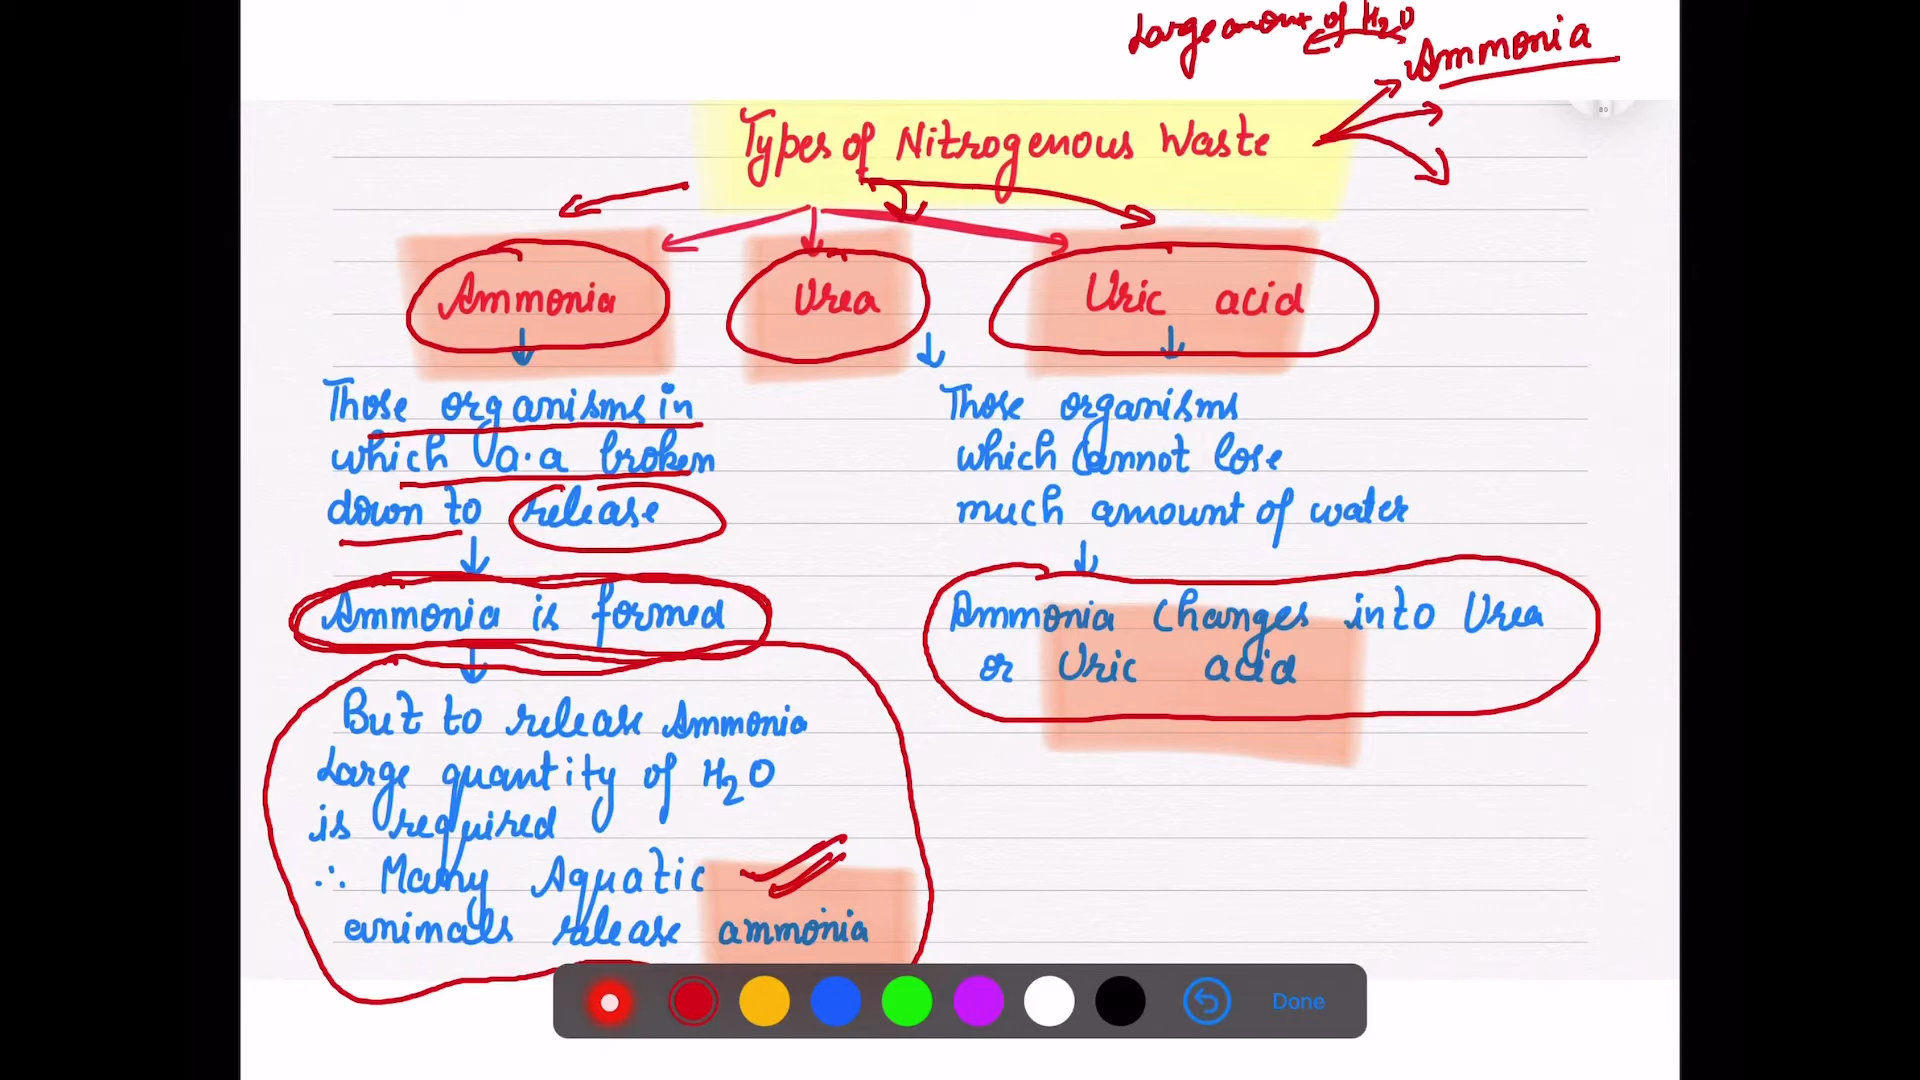 Large amount of H2O
Ammonia
Types of Nitrogenous Waste
Ammonia
Urea
Uric acid
Those organisms in
which a.a broken
down to release
Ammonia is formed
But to release Ammonia
Large quantity of H2O
is required
∴ Many Aquatic
animals release ammonia
Those organisms
which cannot lose
much amount of water
Ammonia changes into Urea
or Uric acid
Done